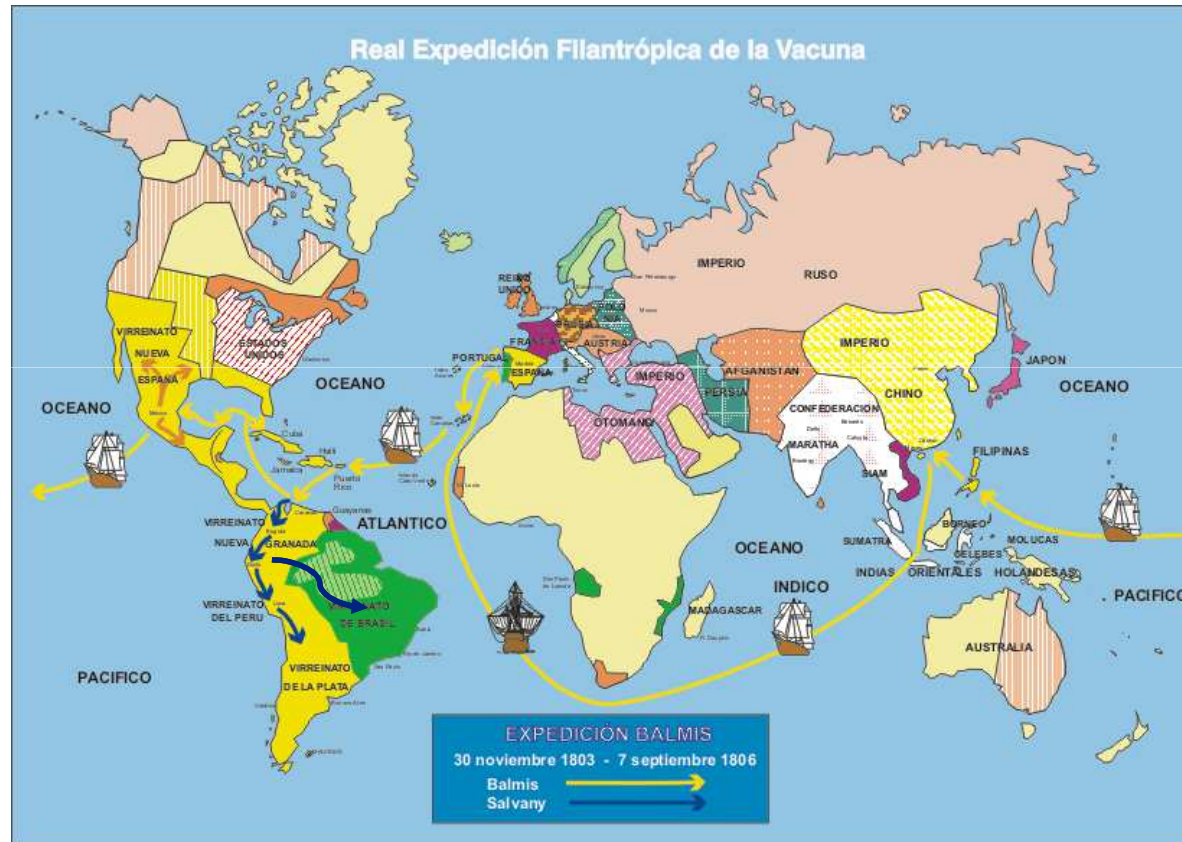 Real Expedición Filantrópica de la Vacuna
IMPERIO
RUSO
REINO
UNIDO
PRUSIA
FRANCIA
AUSTRIA
PORTUGAL
ESPAÑA
VIRREINATO
NUEVA
ESPAÑA
ESTADOS
UNIDOS
OCEANO
OCEANO
ATLANTICO
IMPERIO
OTOMANO
PERSIA
AFGANISTAN
IMPERIO
CHINO
JAPON
OCEANO
CONFEDERACIÓN
MARATHA
SIAM
FILIPINAS
Cuba
Haiti
Jamaica
Puerto
Rico
Guayanas
VIRREINATO
NUEVA
GRANADA
VIRREINATO
DEL PERU
VIRREINATO
DE BRASIL
VIRREINATO
DE LA PLATA
PACIFICO
OCEANO
INDICO
MADAGASCAR
SUMATRA
BORNEO
CELEBES
MOLUCAS
INDIAS ORIENTALES HOLANDESAS
PACIFICO
AUSTRALIA
EXPEDICIÓN BALMIS
30 noviembre 1803 - 7 septiembre 1806
Balmis
Salvany